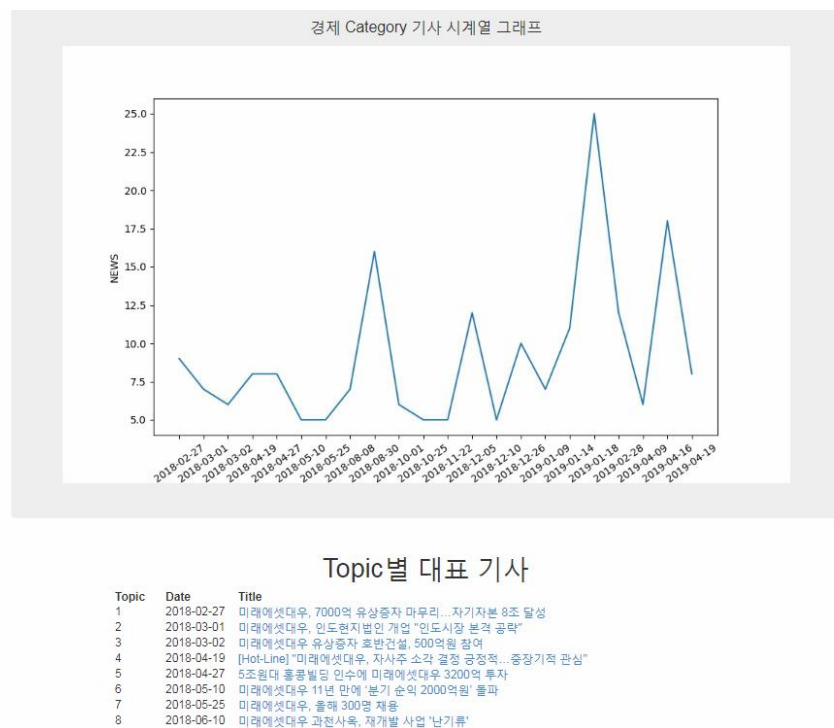 경제 Category 기사 시계열 그래프
25.0
22.5
20.0
17.5
15.0
12.5
10.0
7.5
5.0
NEWS
2018-02-27
2018-03-01
2018-03-02
2018-04-19
2018-04-27
2018-05-10
2018-05-25
2018-08-08
2018-08-30
2018-10-01
2018-10-25
2018-11-22
2018-12-05
2018-12-10
2018-12-26
2019-01-09
2019-01-14
2019-01-18
2019-02-28
2019-04-09
2019-04-16
2019-04-19
Topic별 대표 기사
Topic Date Title
1 2018-02-27 미래에셋대우, 7000억 유상증자 마무리…자기자본 8조 달성
2 2018-03-01 미래에셋대우, 인도현지법인 개업 "인도시장 본격 공략"
3 2018-03-02 미래에셋대우 유상증자 호반건설, 500억원 참여
4 2018-04-19 [Hot-Line] "미래에셋대우, 자사주 소각 결정 긍정적…중장기적 관심"
5 2018-04-27 5조원대 홍콩빌딩 인수에 미래에셋대우 3200억 투자
6 2018-05-10 미래에셋대우 11년 만에 '분기 순익 2000억원' 돌파
7 2018-05-25 미래에셋대우, 올해 300명 채용
8 2018-06-10 미래에셋대우 과천사옥, 재개발 사업 '난기류'